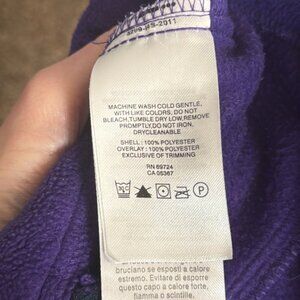 MACHINE WASH COLD GENTLE,
WITH LIKE COLORS, DO NOT
BLEACH,TUMBLE DRY LOW,REMOVE
PROMPTLY.DO NOT IRON,
DRYCLEANABLE
SHELL : 100% POLYESTER
OVERLAY : 100% POLYESTER
EXCLUSIVE OF TRIMMING
RN 89724
CA 05367
P
bruciano se esposti a calore
estremo. Evitare di esporre
questo capo a calore forte,
fiamma o scintille.